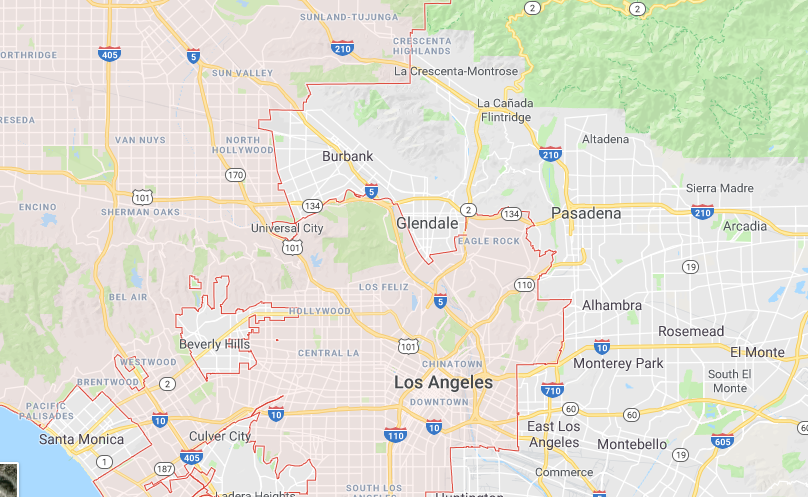 2
2
SUNLAND-TUJUNGA
405
5
210
CRESCENTA
HIGHLANDS
ORTHRIDGE
SUN VALLEY
La Crescenta-Montrose
La Cañada
Flintridge
RESEDA
VAN NUYS
NORTH
HOLLYWOOD
Altadena
Burbank
210
170
5
Sierra Madre
101
134
2
134
Pasadena
210
ENCINO
SHERMAN OAKS
Universal City
Glendale
Arcadia
101
EAGLE ROCK
19
BEL AIR
LOS FELIZ
110
5
Alhambra
HOLLYWOOD
Rosemead
Beverly Hills
101
10
El Monte
CENTRAL LA
CHINATOWN
Monterey Park
WESTWOOD
BRENTWOOD
2
Los Angeles
710
South El
Monte
PACIFIC
PALISADES
DOWNTOWN
60
60
10
10
10
60
Santa Monica
Culver City
110
East Los
Angeles
Montebello
605
1
187
405
19
Commerce
SOUTH LOS
ANGELES
Ladera Heights
Huntington
5